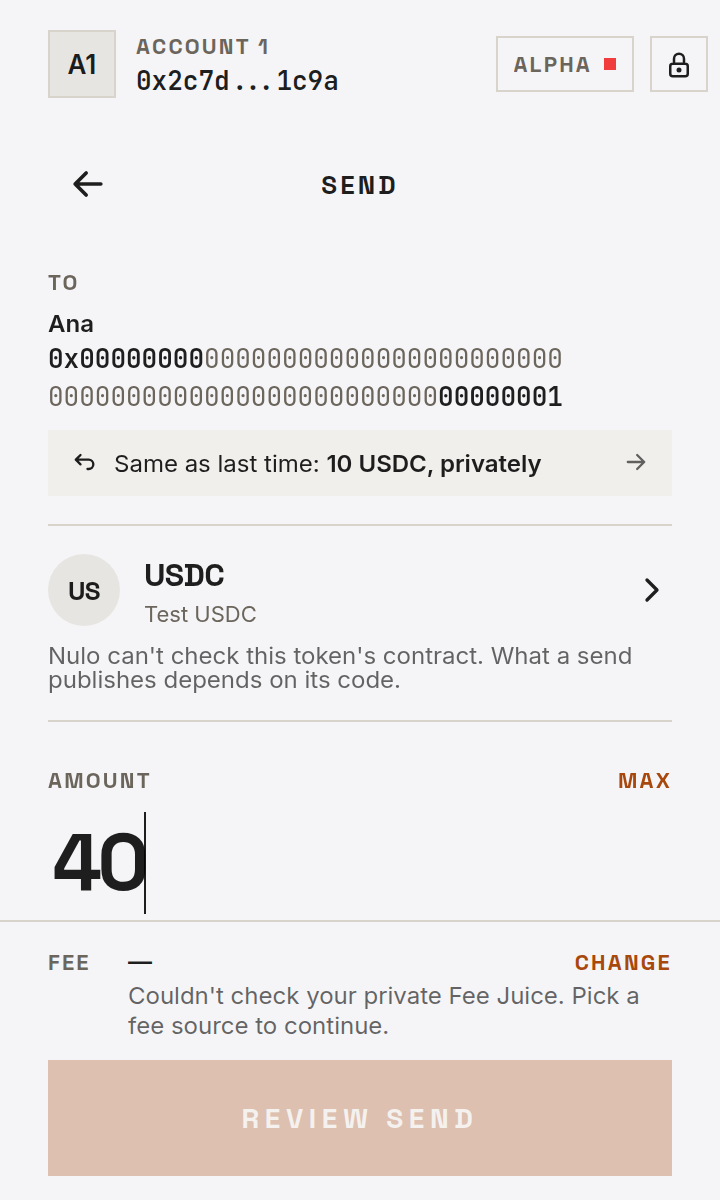 A1
ACCOUNT 1
0x2c7d...1c9a
ALPHA
SEND
TO
Ana
0x0000000000000000000000000000000
000000000000000000000000000000001
Same as last time: 10 USDC, privately
US
USDC
Test USDC
Nulo can't check this token's contract. What a send
publishes depends on its code.
AMOUNT
MAX
40
FEE
—
CHANGE
Couldn't check your private Fee Juice. Pick a
fee source to continue.
REVIEW SEND